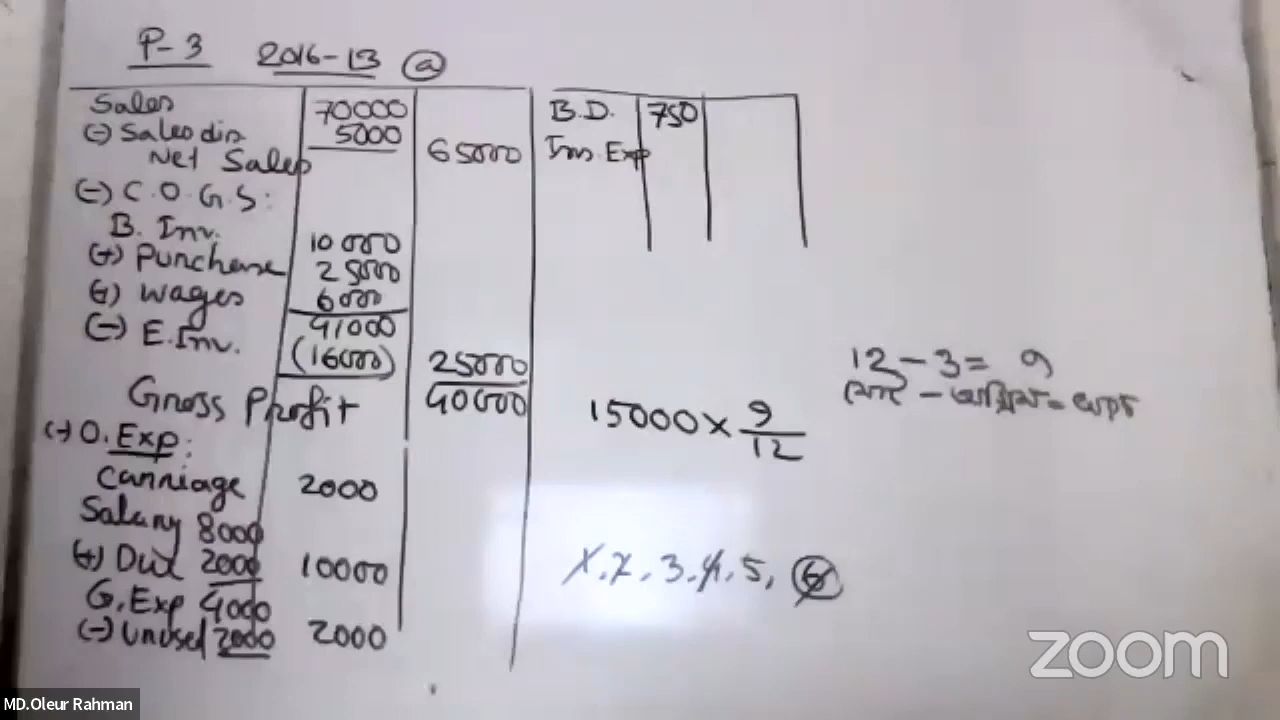 P-3 2016-13 (a)
Sales 70000
(-) Sales dis 5000
Net Sales 65000
(-) C.O.G.S:
B. Inv. 10000
(+) Purchase 25000
(+) Wages 6000
41000
(-) E.Inv. (16000) 25000
Gross Profit 40000
(-) O. Exp:
Carriage 2000
Salary 8000
(+) Due 2000 10000
G. Exp 4000
(-) Unused 2000 2000
B.D. 750
Ins. Exp
15000 × 9/12
12 - 3 = 9
1, 2, 3, 4, 5, 6
zoom
MD.Oleur Rahman